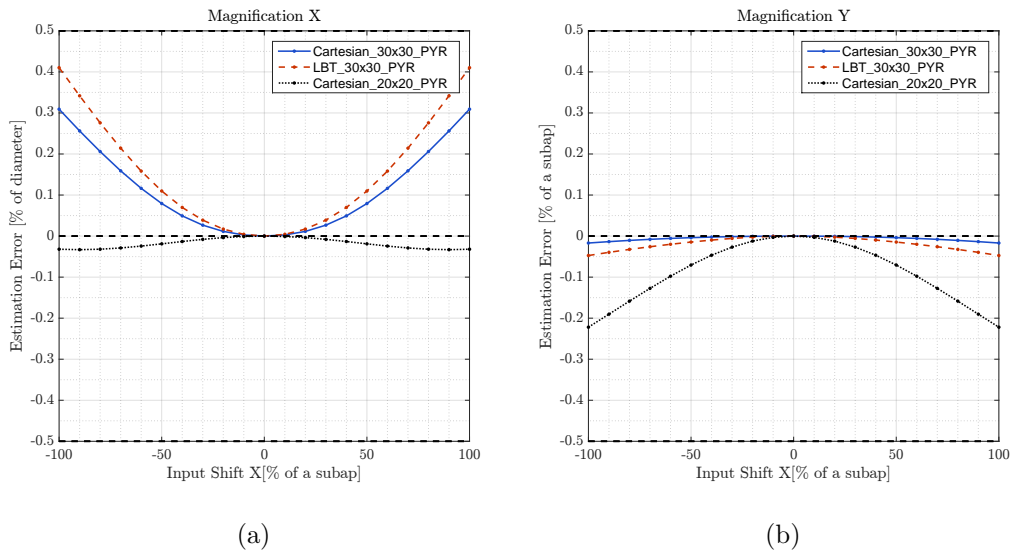 Magnification X
Estimation Error [% of diameter]
0.5
0.4
0.3
0.2
0.1
0
-0.1
-0.2
-0.3
-0.4
-0.5
Cartesian_30x30_PYR
LBT_30x30_PYR
Cartesian_20x20_PYR
-100 -50 0 50 100
Input Shift X[% of a subap]
(a)
Magnification Y
Estimation Error [% of a subap]
0.5
0.4
0.3
0.2
0.1
0
-0.1
-0.2
-0.3
-0.4
-0.5
Cartesian_30x30_PYR
LBT_30x30_PYR
Cartesian_20x20_PYR
-100 -50 0 50 100
Input Shift X[% of a subap]
(b)